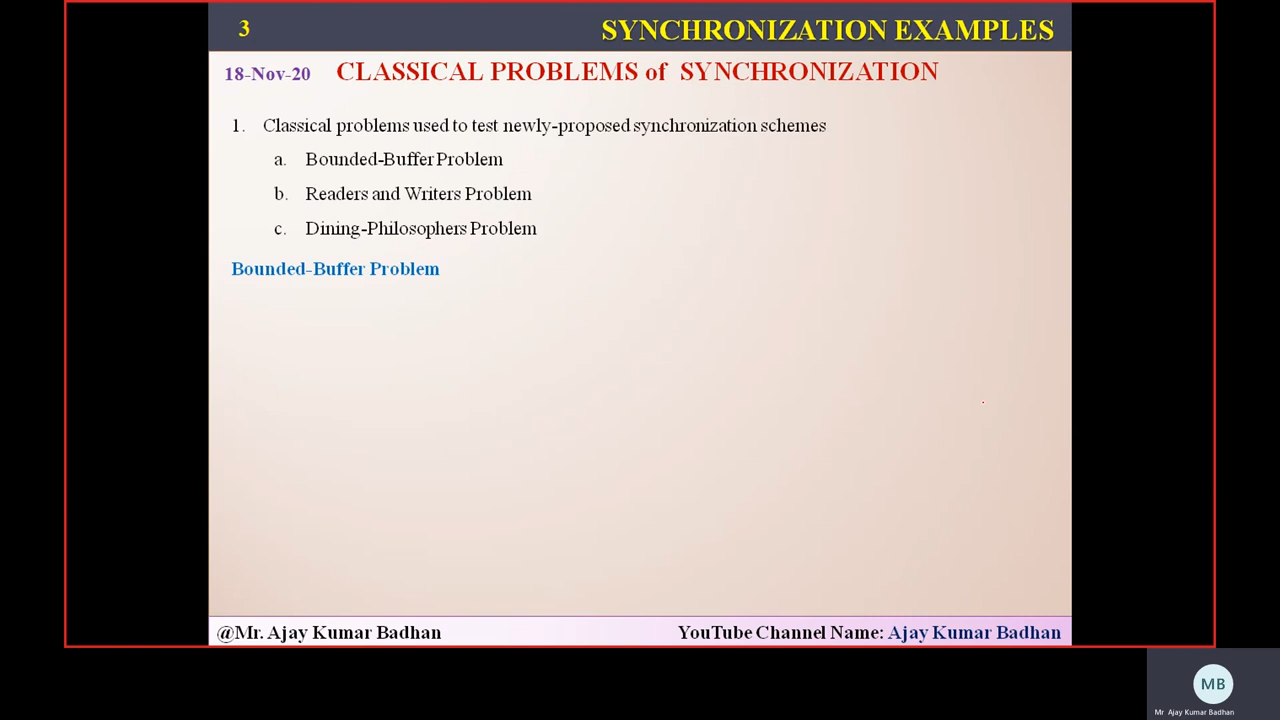 3 SYNCHRONIZATION EXAMPLES
18-Nov-20 CLASSICAL PROBLEMS of SYNCHRONIZATION
1. Classical problems used to test newly-proposed synchronization schemes
a. Bounded-Buffer Problem
b. Readers and Writers Problem
c. Dining-Philosophers Problem
Bounded-Buffer Problem
@Mr. Ajay Kumar Badhan YouTube Channel Name: Ajay Kumar Badhan
MB
Mr Ajay Kumar Badhan